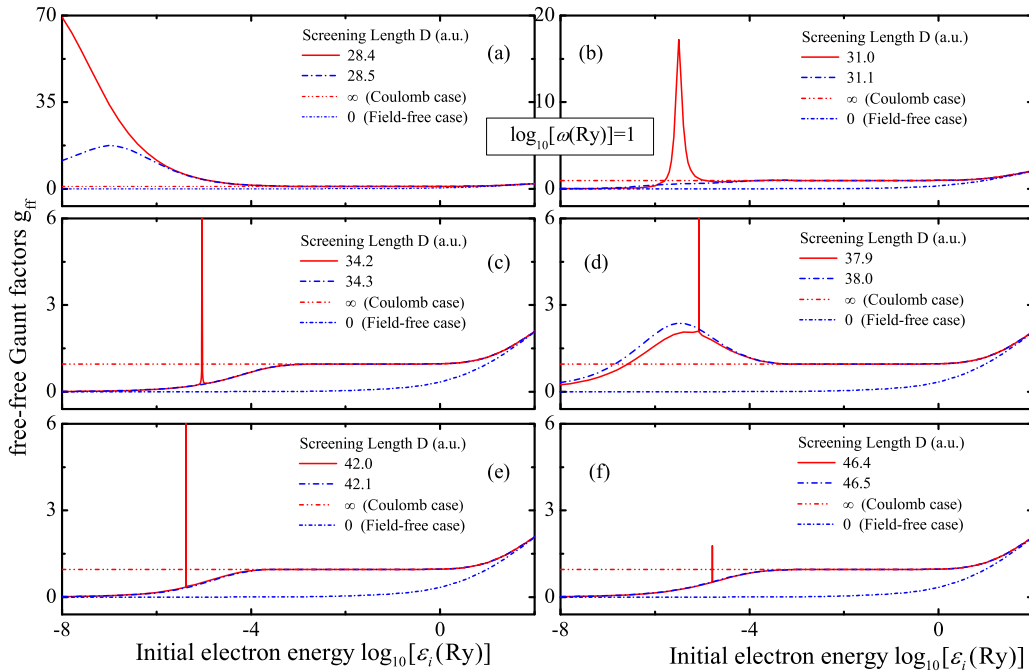 free-free Gaunt factors g_ff
70
35
0
Screening Length D (a.u.)
28.4
28.5
∞ (Coulomb case)
0 (Field-free case)
(a)
20
10
0
(b)
Screening Length D (a.u.)
31.0
31.1
∞ (Coulomb case)
0 (Field-free case)
log₁₀[ω(Ry)]=1
6
3
0
Screening Length D (a.u.)
34.2
34.3
∞ (Coulomb case)
0 (Field-free case)
(c)
6
3
0
(d)
Screening Length D (a.u.)
37.9
38.0
∞ (Coulomb case)
0 (Field-free case)
6
3
0
Screening Length D (a.u.)
42.0
42.1
∞ (Coulomb case)
0 (Field-free case)
(e)
6
3
0
(f)
Screening Length D (a.u.)
46.4
46.5
∞ (Coulomb case)
0 (Field-free case)
-8 -4 0
-8 -4 0
Initial electron energy log₁₀[ε_i(Ry)]
Initial electron energy log₁₀[ε_i(Ry)]